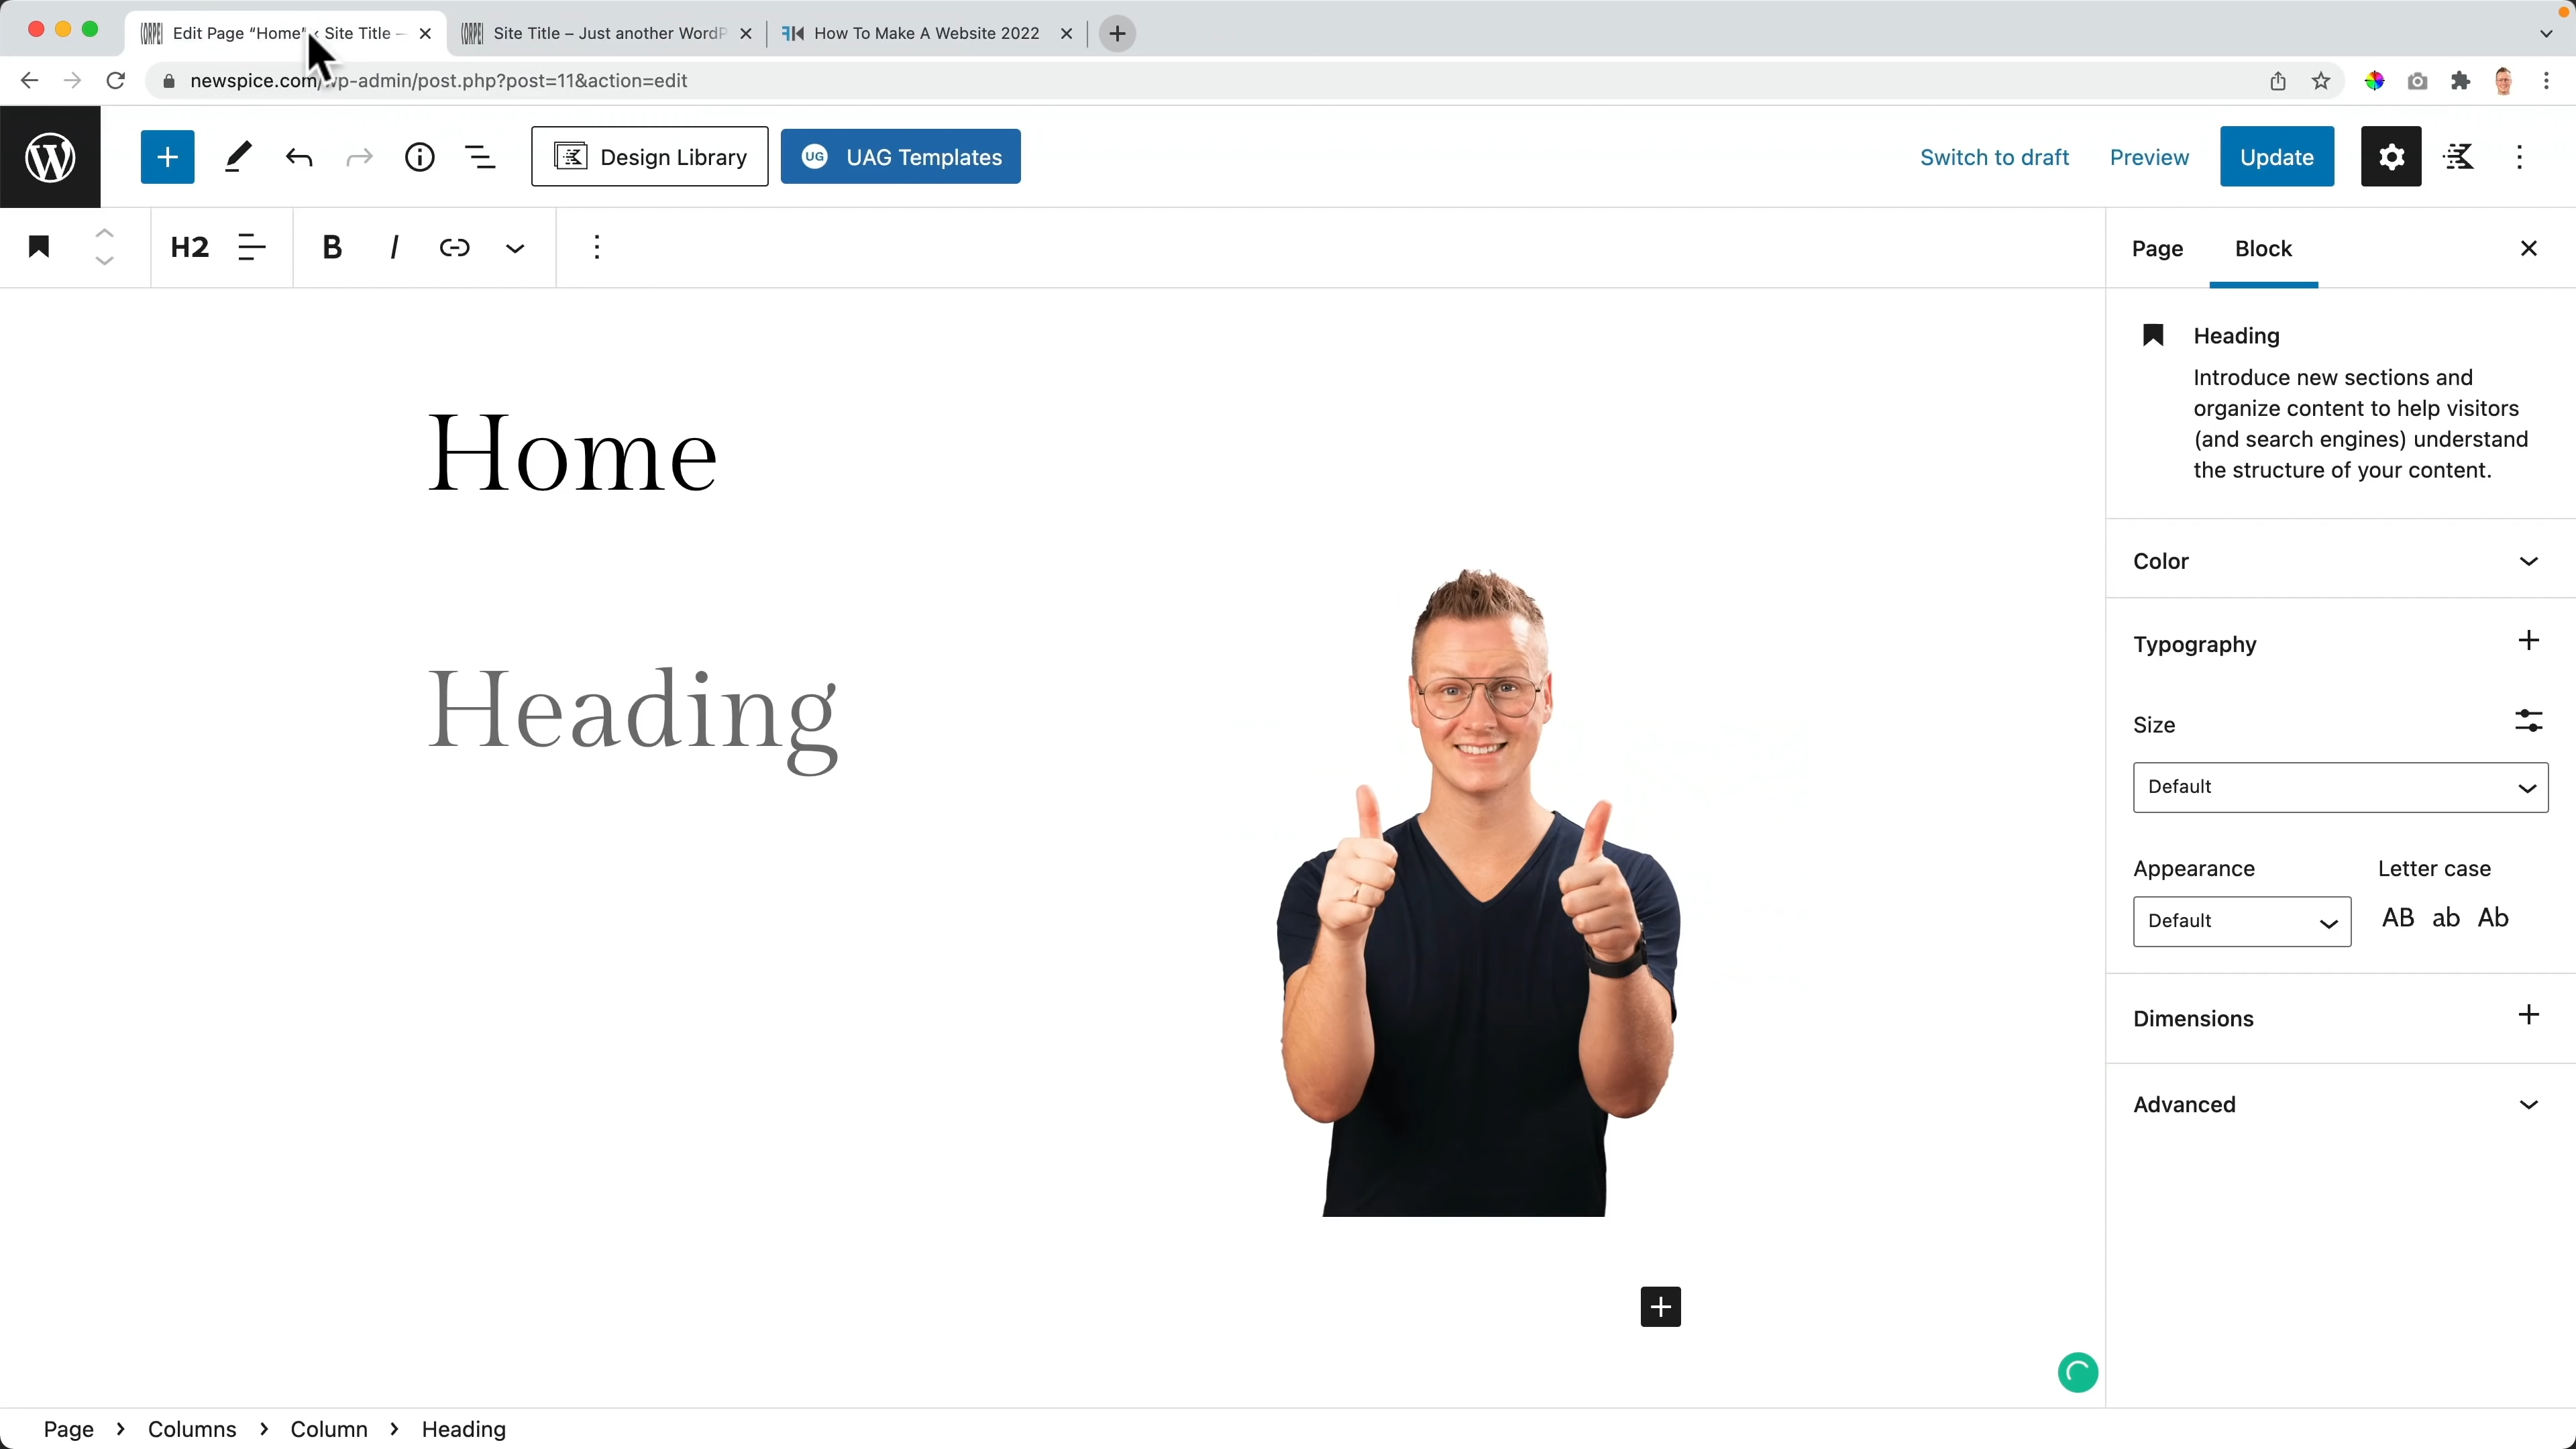 Edit Page “Home” ‹ Site Title —
Site Title – Just another WordP
How To Make A Website 2022
newspice.com/wp-admin/post.php?post=11&action=edit
Design Library
UG UAG Templates
Switch to draft
Preview
Update
H2
B
I
Page
Block
Heading
Introduce new sections and
organize content to help visitors
(and search engines) understand
the structure of your content.
Home
Heading
Color
Typography
Size
Default
Appearance
Letter case
Default
AB ab Ab
Dimensions
Advanced
Page › Columns › Column › Heading